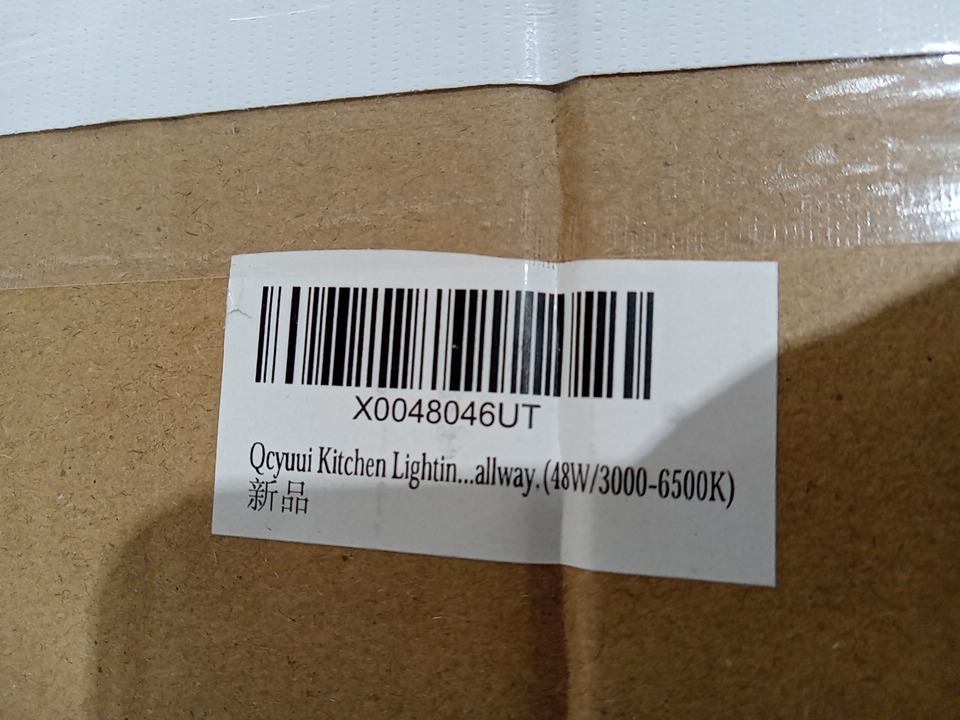 X0048046UT
Qcyuui Kitchen Lightin...allway.(48W/3000-6500K)
新品